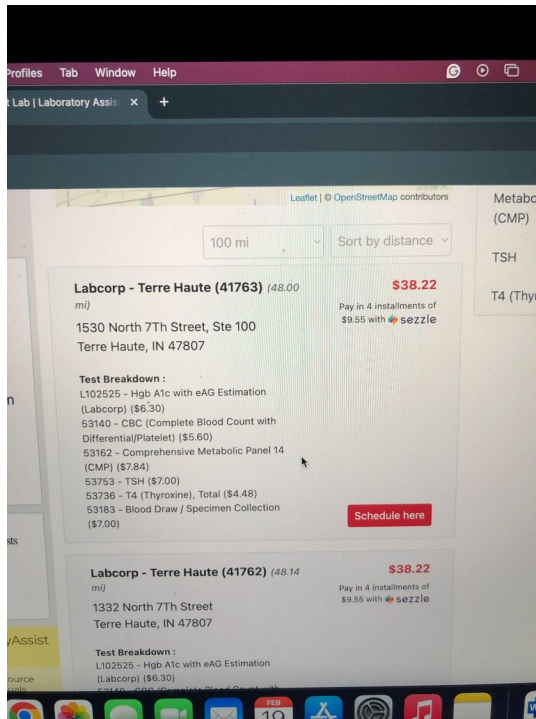 Profiles Tab Window Help
t Lab | Laboratory Assis × +
Leaflet | © OpenStreetMap contributors
100 mi
Sort by distance
(CMP)
TSH
Labcorp - Terre Haute (41763) (48.00
mi)
$38.22
Pay in 4 installments of
$9.55 with sezzle
1530 North 7Th Street, Ste 100
Terre Haute, IN 47807
Test Breakdown :
L102525 - Hgb A1c with eAG Estimation
(Labcorp) ($6.30)
53140 - CBC (Complete Blood Count with
Differential/Platelet) ($5.60)
53162 - Comprehensive Metabolic Panel 14
(CMP) ($7.84)
53753 - TSH ($7.00)
53736 - T4 (Thyroxine), Total ($4.48)
53183 - Blood Draw / Specimen Collection
($7.00)
Schedule here
Labcorp - Terre Haute (41762) (48.14
mi)
$38.22
Pay in 4 installments of
$9.55 with sezzle
1332 North 7Th Street
Terre Haute, IN 47807
Test Breakdown :
L102525 - Hgb A1c with eAG Estimation
(Labcorp) ($6.30)
yAssist
FEB
19